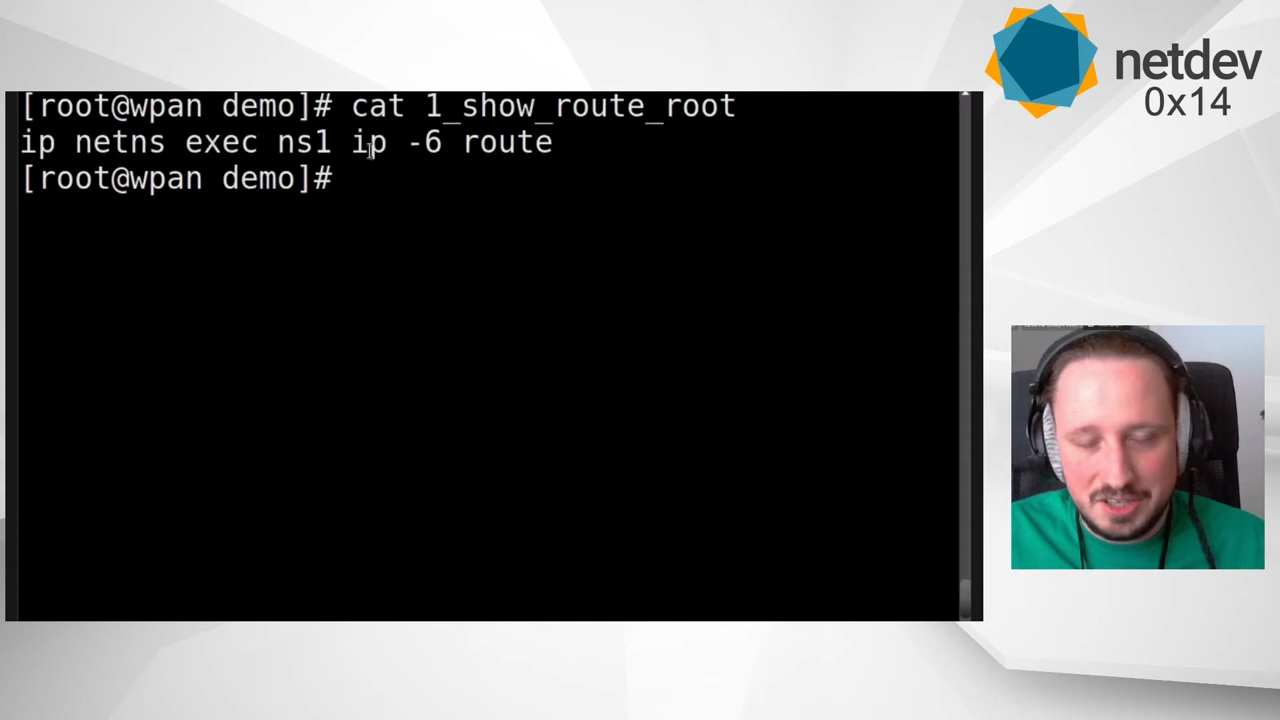 netdev
0x14
[root@wpan demo]# cat 1_show_route_root
ip netns exec ns1 ip -6 route
[root@wpan demo]#